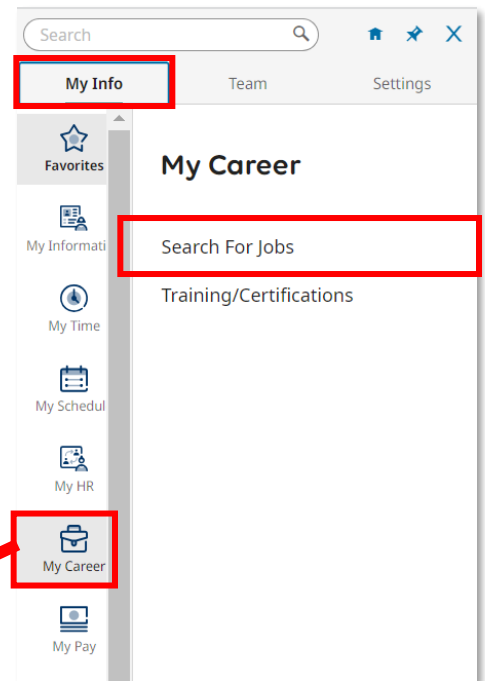 Search
My Info
Team
Settings
Favorites
My Career
My Informati
Search For Jobs
Training/Certifications
My Time
My Schedul
My HR
My Career
My Pay